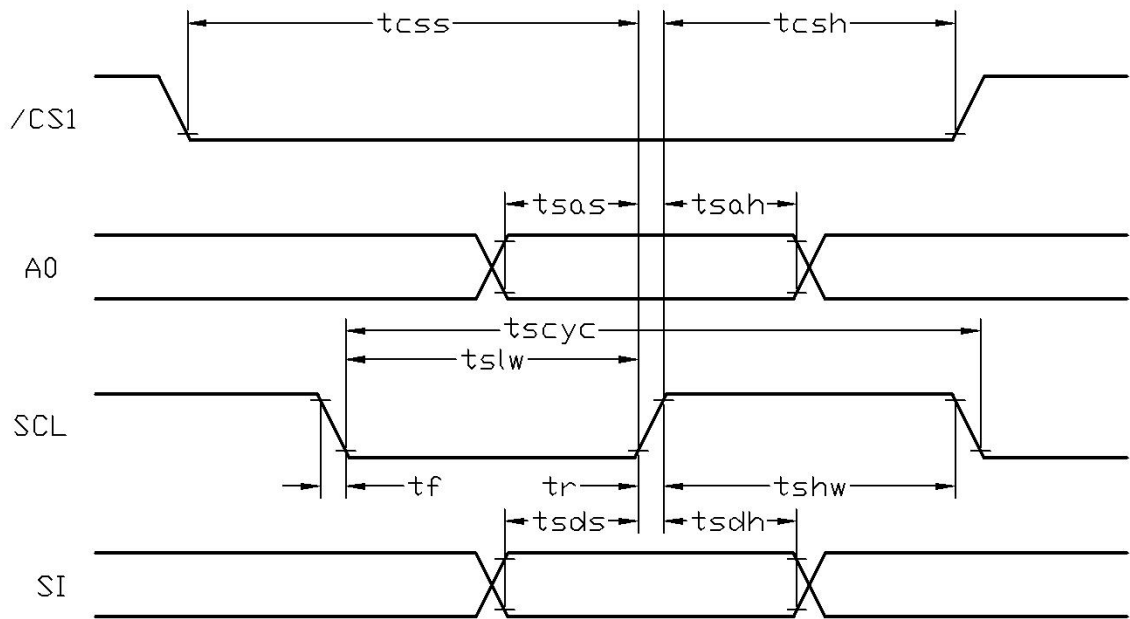 tcss tcsh
/CS1
tsas tsah
A0
tscyc
tslw
SCL
tf tr tshw
tsds tsdh
SI